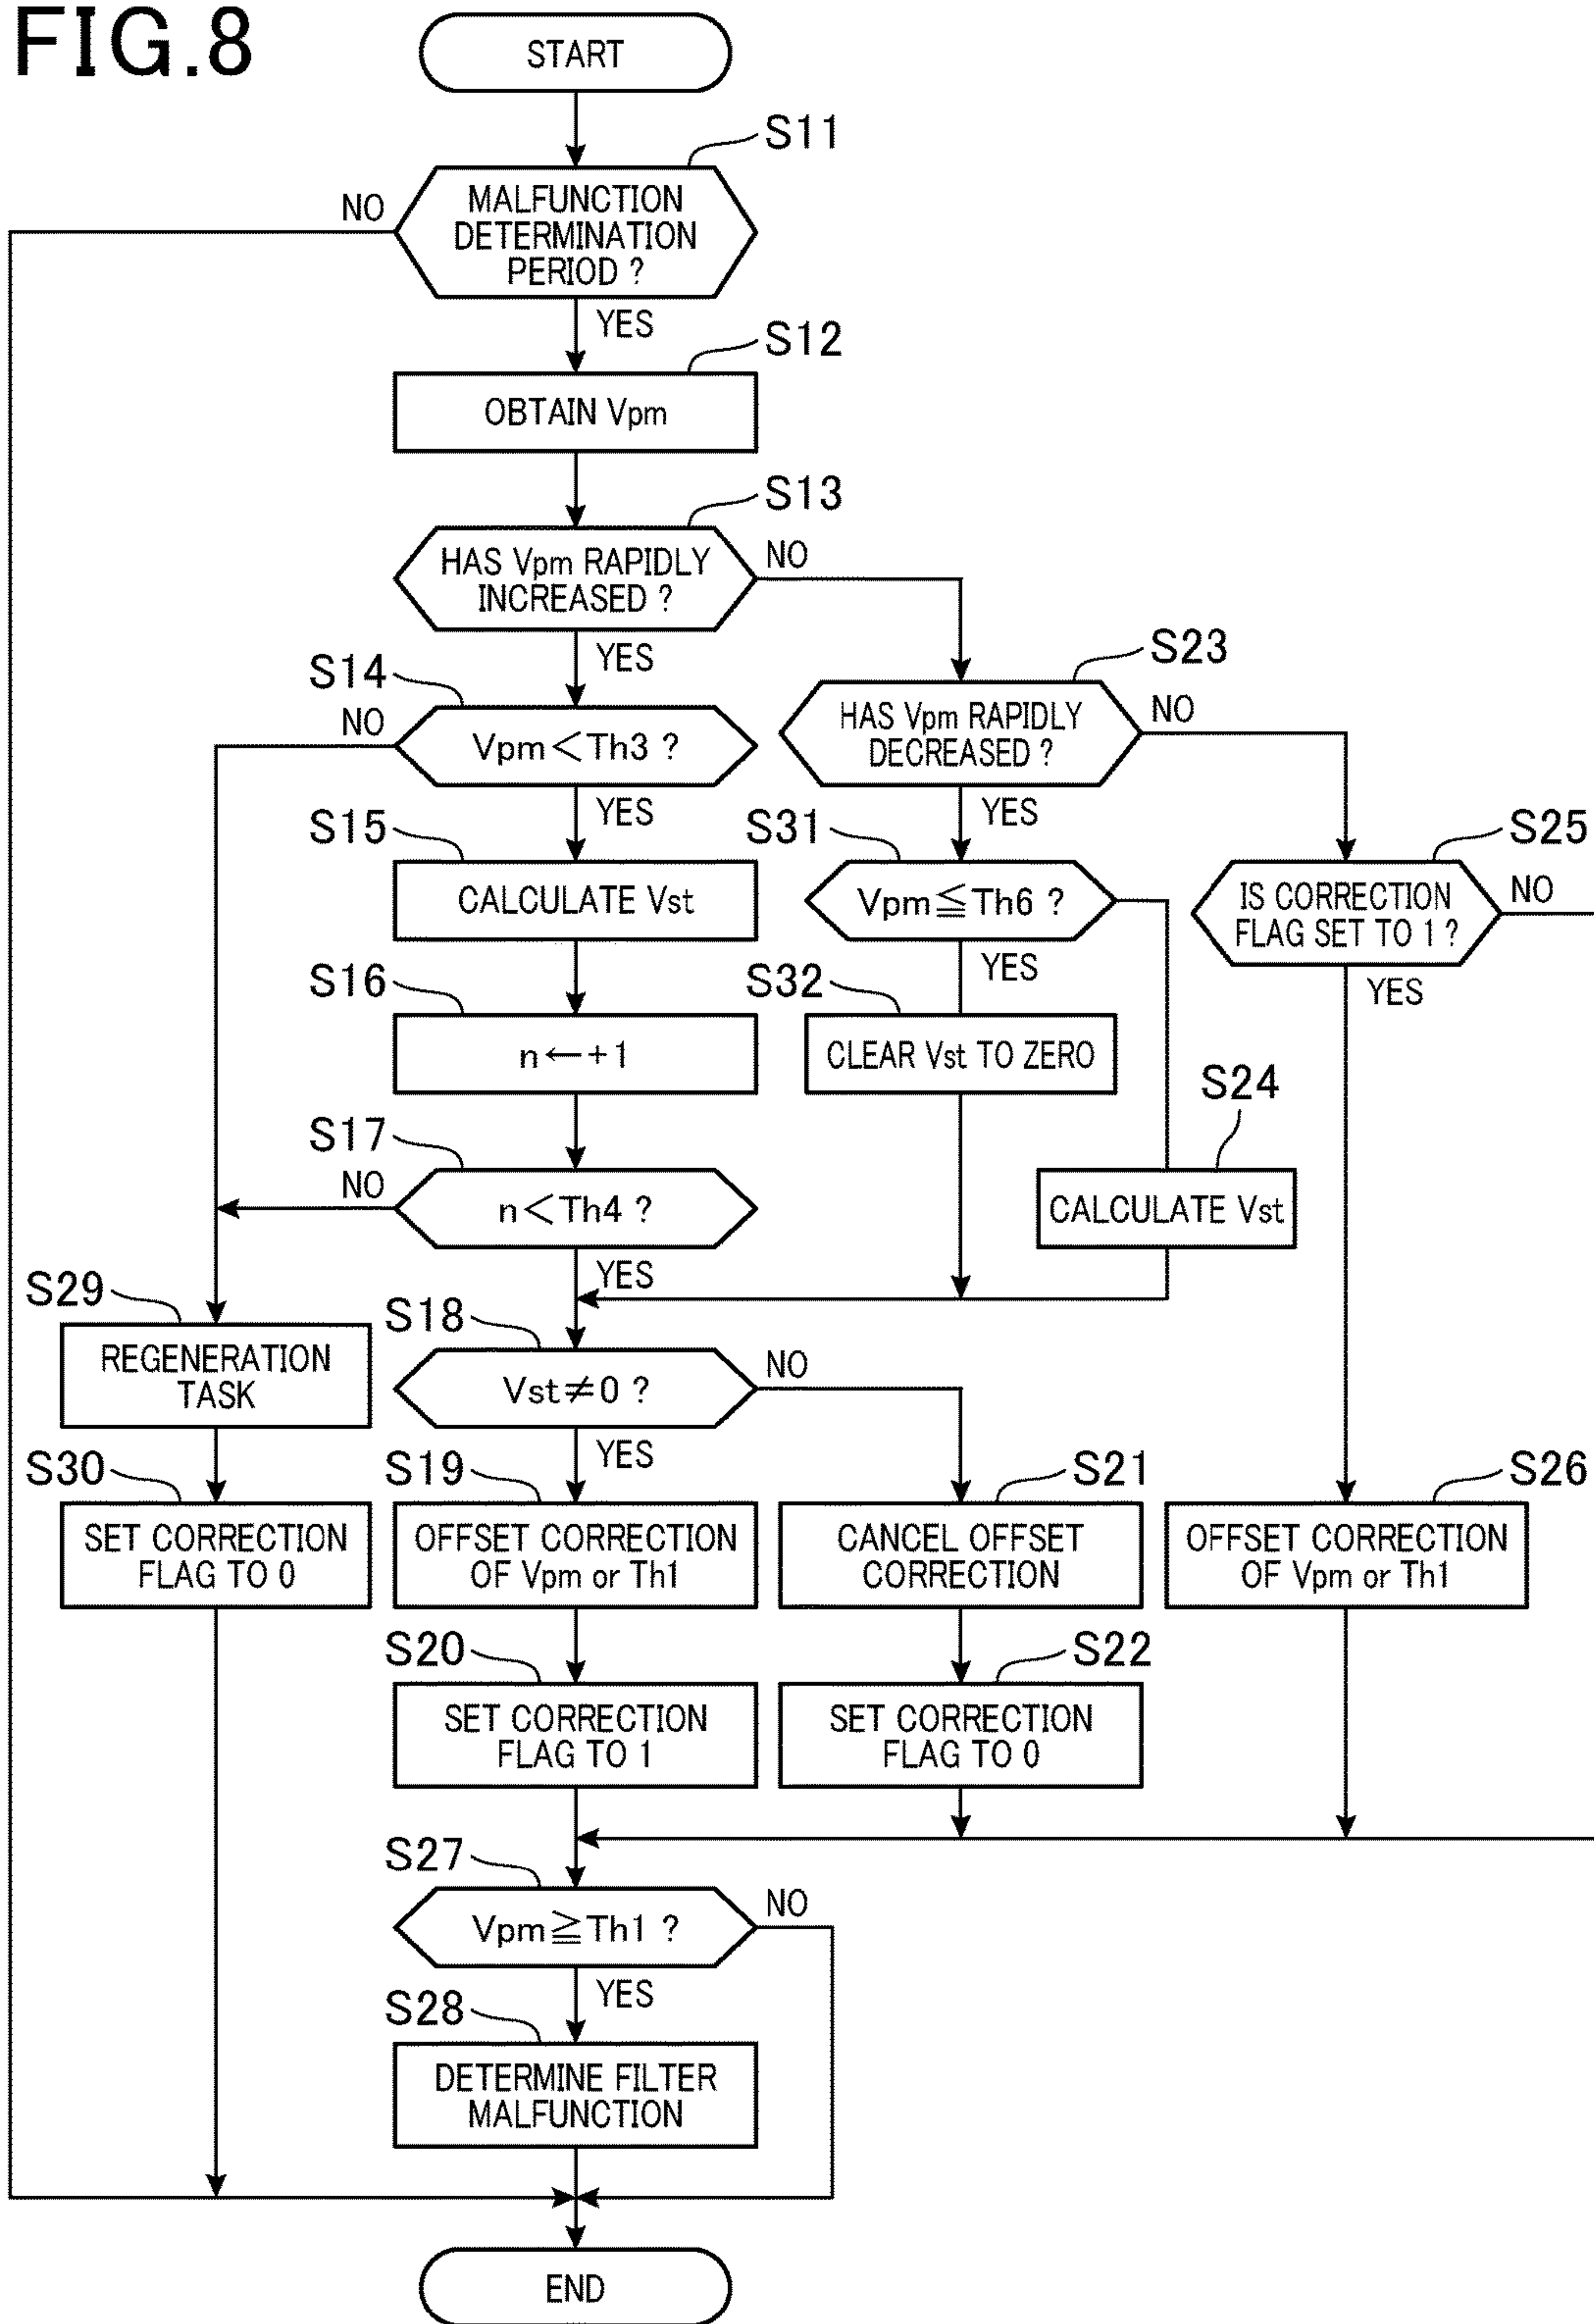 FIG.8
START
S11
MALFUNCTION
DETERMINATION
PERIOD ?
NO
YES
S12
OBTAIN Vpm
S13
HAS Vpm RAPIDLY
INCREASED ?
NO
YES
S14
NO
Vpm<Th3 ?
YES
S23
HAS Vpm RAPIDLY
DECREASED ?
NO
YES
S15
CALCULATE Vst
S31
Vpm≦Th6 ?
YES
S25
IS CORRECTION
FLAG SET TO 1 ?
NO
YES
S16
n←+1
S32
CLEAR Vst TO ZERO
S24
CALCULATE Vst
S17
NO
n<Th4 ?
YES
S29
REGENERATION
TASK
S18
Vst≠0 ?
NO
YES
S30
SET CORRECTION
FLAG TO 0
S19
OFFSET CORRECTION
OF Vpm or Th1
S21
CANCEL OFFSET
CORRECTION
S26
OFFSET CORRECTION
OF Vpm or Th1
S20
SET CORRECTION
FLAG TO 1
S22
SET CORRECTION
FLAG TO 0
S27
Vpm≧Th1 ?
NO
YES
S28
DETERMINE FILTER
MALFUNCTION
END